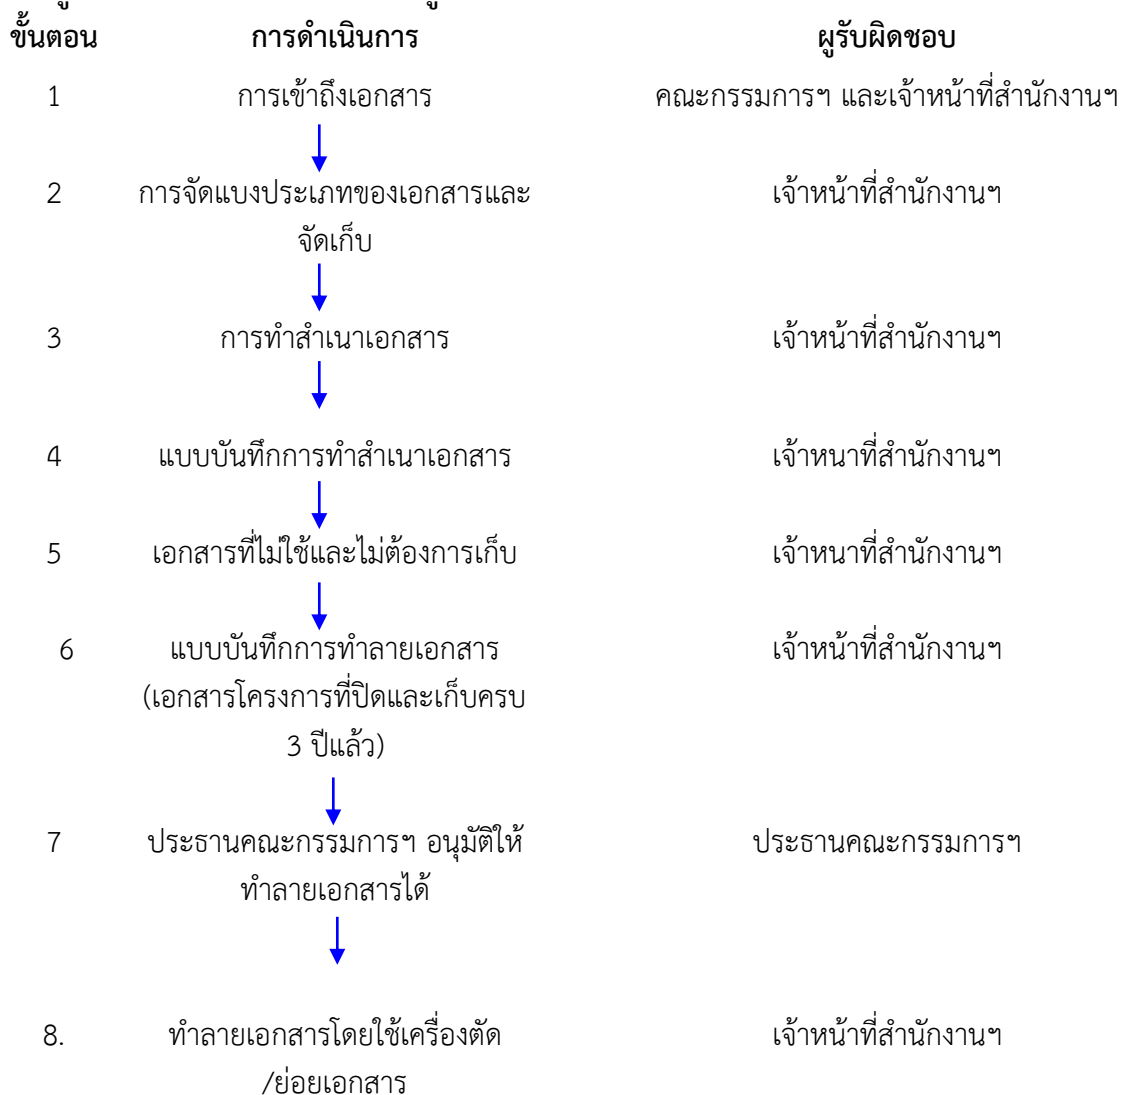 ขั้นตอน การดำเนินการ ผูรับผิดชอบ
1 การเข้าถึงเอกสาร คณะกรรมการฯ และเจ้าหน้าที่สำนักงานฯ
2 การจัดแบงประเภทของเอกสารและ เจ้าหน้าที่สำนักงานฯ
จัดเก็บ
3 การทำสำเนาเอกสาร เจ้าหน้าที่สำนักงานฯ
4 แบบบันทึกการทำสำเนาเอกสาร เจ้าหนาที่สำนักงานฯ
5 เอกสารที่ไม่ใช้และไม่ต้องการเก็บ เจ้าหนาที่สำนักงานฯ
6 แบบบันทึกการทำลายเอกสาร เจ้าหน้าที่สำนักงานฯ
(เอกสารโครงการที่ปิดและเก็บครบ
3 ปีแล้ว)
7 ประธานคณะกรรมการฯ อนุมัติให้ ประธานคณะกรรมการฯ
ทำลายเอกสารได้
8. ทำลายเอกสารโดยใช้เครื่องตัด เจ้าหน้าที่สำนักงานฯ
/ย่อยเอกสาร